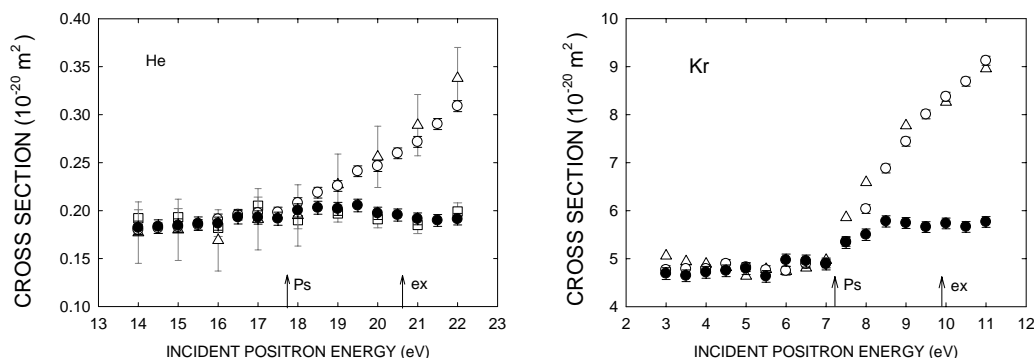 CROSS SECTION (10⁻²⁰ m²)
0.40
0.35
0.30
0.25
0.20
0.15
0.10
He
Ps
ex
13 14 15 16 17 18 19 20 21 22 23
INCIDENT POSITRON ENERGY (eV)
CROSS SECTION (10⁻²⁰ m²)
10
9
8
7
6
5
4
Kr
Ps
ex
2 3 4 5 6 7 8 9 10 11 12
INCIDENT POSITRON ENERGY (eV)